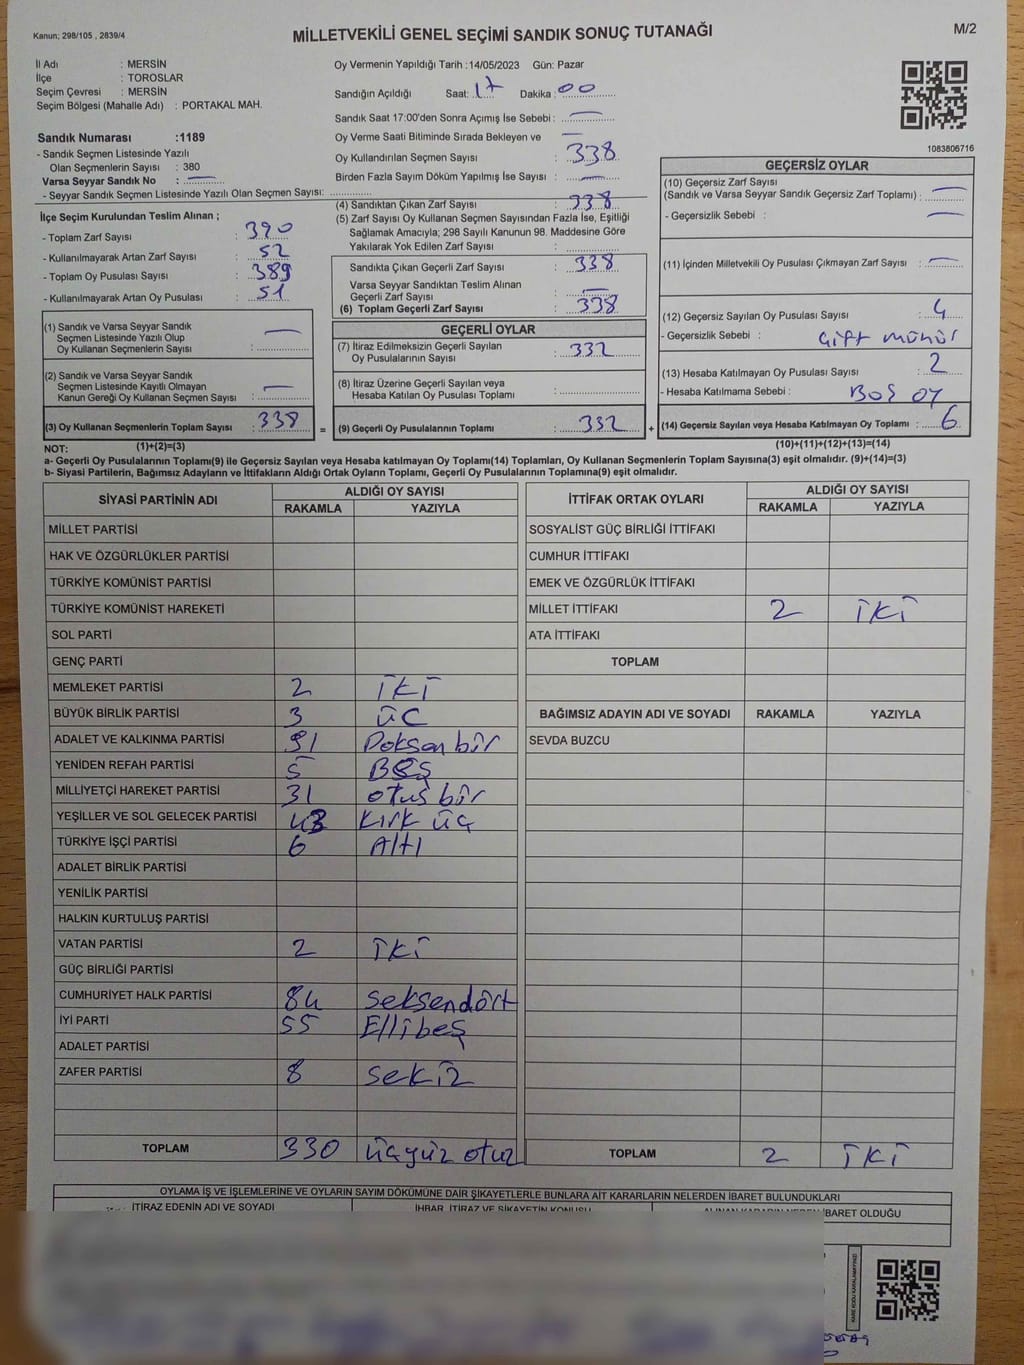 Kanun; 298/105 , 2839/4
MİLLETVEKİLİ GENEL SEÇİMİ SANDIK SONUÇ TUTANAĞI
M/2
İl Adı : MERSİN
İlçe : TOROSLAR
Seçim Çevresi : MERSİN
Seçim Bölgesi (Mahalle Adı) : PORTAKAL MAH.
Sandık Numarası :1189
- Sandık Seçmen Listesinde Yazılı
Olan Seçmenlerin Sayısı : 380
Varsa Seyyar Sandık No : —
- Seyyar Sandık Seçmen Listesinde Yazılı Olan Seçmen Sayısı:
Oy Vermenin Yapıldığı Tarih :14/05/2023 Gün: Pazar
Sandığın Açıldığı Saat: 17 Dakika : 00
Sandık Saat 17:00'den Sonra Açımış İse Sebebi : —
Oy Verme Saati Bitiminde Sırada Bekleyen ve —
Oy Kullandırılan Seçmen Sayısı : 338
Birden Fazla Sayım Döküm Yapılmış İse Sayısı : —
1083806716
İlçe Seçim Kurulundan Teslim Alınan ;
- Toplam Zarf Sayısı : 390
- Kullanılmayarak Artan Zarf Sayısı : 52
- Toplam Oy Pusulası Sayısı : 389
- Kullanılmayarak Artan Oy Pusulası : 51
(4) Sandıktan Çıkan Zarf Sayısı : 338
(5) Zarf Sayısı Oy Kullanan Seçmen Sayısından Fazla İse, Eşitliği
Sağlamak Amacıyla; 298 Sayılı Kanunun 98. Maddesine Göre
Yakılarak Yok Edilen Zarf Sayısı :
Sandıkta Çıkan Geçerli Zarf Sayısı : 338
Varsa Seyyar Sandıktan Teslim Alınan
Geçerli Zarf Sayısı : —
(6) Toplam Geçerli Zarf Sayısı : 338
GEÇERSİZ OYLAR
(10) Geçersiz Zarf Sayısı
(Sandık ve Varsa Seyyar Sandık Geçersiz Zarf Toplamı) : —
- Geçersizlik Sebebi : —
(11) İçinden Milletvekili Oy Pusulası Çıkmayan Zarf Sayısı : —
(12) Geçersiz Sayılan Oy Pusulası Sayısı : 4
- Geçersizlik Sebebi : Çift mühür
(13) Hesaba Katılmayan Oy Pusulası Sayısı : 2
- Hesaba Katılmama Sebebi : BOŞ OY
(14) Geçersiz Sayılan veya Hesaba Katılmayan Oy Toplamı : 6
(10)+(11)+(12)+(13)=(14)
(1) Sandık ve Varsa Seyyar Sandık
Seçmen Listesinde Yazılı Olup
Oy Kullanan Seçmenlerin Sayısı : —
(2) Sandık ve Varsa Seyyar Sandık
Seçmen Listesinde Kayıtlı Olmayan
Kanun Gereği Oy Kullanan Seçmen Sayısı : —
(3) Oy Kullanan Seçmenlerin Toplam Sayısı : 338
(1)+(2)=(3)
=
GEÇERLİ OYLAR
(7) İtiraz Edilmeksizin Geçerli Sayılan
Oy Pusulalarının Sayısı : 332
(8) İtiraz Üzerine Geçerli Sayılan veya
Hesaba Katılan Oy Pusulası Toplamı :
(9) Geçerli Oy Pusulalarının Toplamı : 332
+
NOT:
a- Geçerli Oy Pusulalarının Toplamı(9) ile Geçersiz Sayılan veya Hesaba katılmayan Oy Toplamı(14) Toplamları, Oy Kullanan Seçmenlerin Toplam Sayısına(3) eşit olmalıdır. (9)+(14)=(3)
b- Siyasi Partilerin, Bağımsız Adayların ve İttifakların Aldığı Ortak Oyların Toplamı, Geçerli Oy Pusulalarının Toplamına(9) eşit olmalıdır.
SİYASİ PARTİNİN ADI
ALDIĞI OY SAYISI
RAKAMLA YAZIYLA
MİLLET PARTİSİ
HAK VE ÖZGÜRLÜKLER PARTİSİ
TÜRKİYE KOMÜNİST PARTİSİ
TÜRKİYE KOMÜNİST HAREKETİ
SOL PARTİ
GENÇ PARTİ
MEMLEKET PARTİSİ 2 iki
BÜYÜK BİRLİK PARTİSİ 3 üç
ADALET VE KALKINMA PARTİSİ 91 Doksan bir
YENİDEN REFAH PARTİSİ 5 Beş
MİLLİYETÇİ HAREKET PARTİSİ 31 otuz bir
YEŞİLLER VE SOL GELECEK PARTİSİ 43 kırk üç
TÜRKİYE İŞÇİ PARTİSİ 6 Altı
ADALET BİRLİK PARTİSİ
YENİLİK PARTİSİ
HALKIN KURTULUŞ PARTİSİ
VATAN PARTİSİ 2 iki
GÜÇ BİRLİĞİ PARTİSİ
CUMHURİYET HALK PARTİSİ 84 seksendört
İYİ PARTİ 55 Ellibeş
ADALET PARTİSİ
ZAFER PARTİSİ 8 sekiz
TOPLAM 330 üçyüz otuz
İTTİFAK ORTAK OYLARI
ALDIĞI OY SAYISI
RAKAMLA YAZIYLA
SOSYALİST GÜÇ BİRLİĞİ İTTİFAKI
CUMHUR İTTİFAKI
EMEK VE ÖZGÜRLÜK İTTİFAKI
MİLLET İTTİFAKI 2 iki
ATA İTTİFAKI
TOPLAM
BAĞIMSIZ ADAYIN ADI VE SOYADI RAKAMLA YAZIYLA
SEVDA BUZCU
TOPLAM 2 iki
OYLAMA İŞ VE İŞLEMLERİNE VE OYLARIN SAYIM DÖKÜMÜNE DAİR ŞİKAYETLERLE BUNLARA AİT KARARLARIN NELERDEN İBARET BULUNDUKLARI
İTİRAZ EDENİN ADI VE SOYADI
İHBAR, İTİRAZ VE ŞİKAYETİN KONUSU
İBARET OLDUĞU